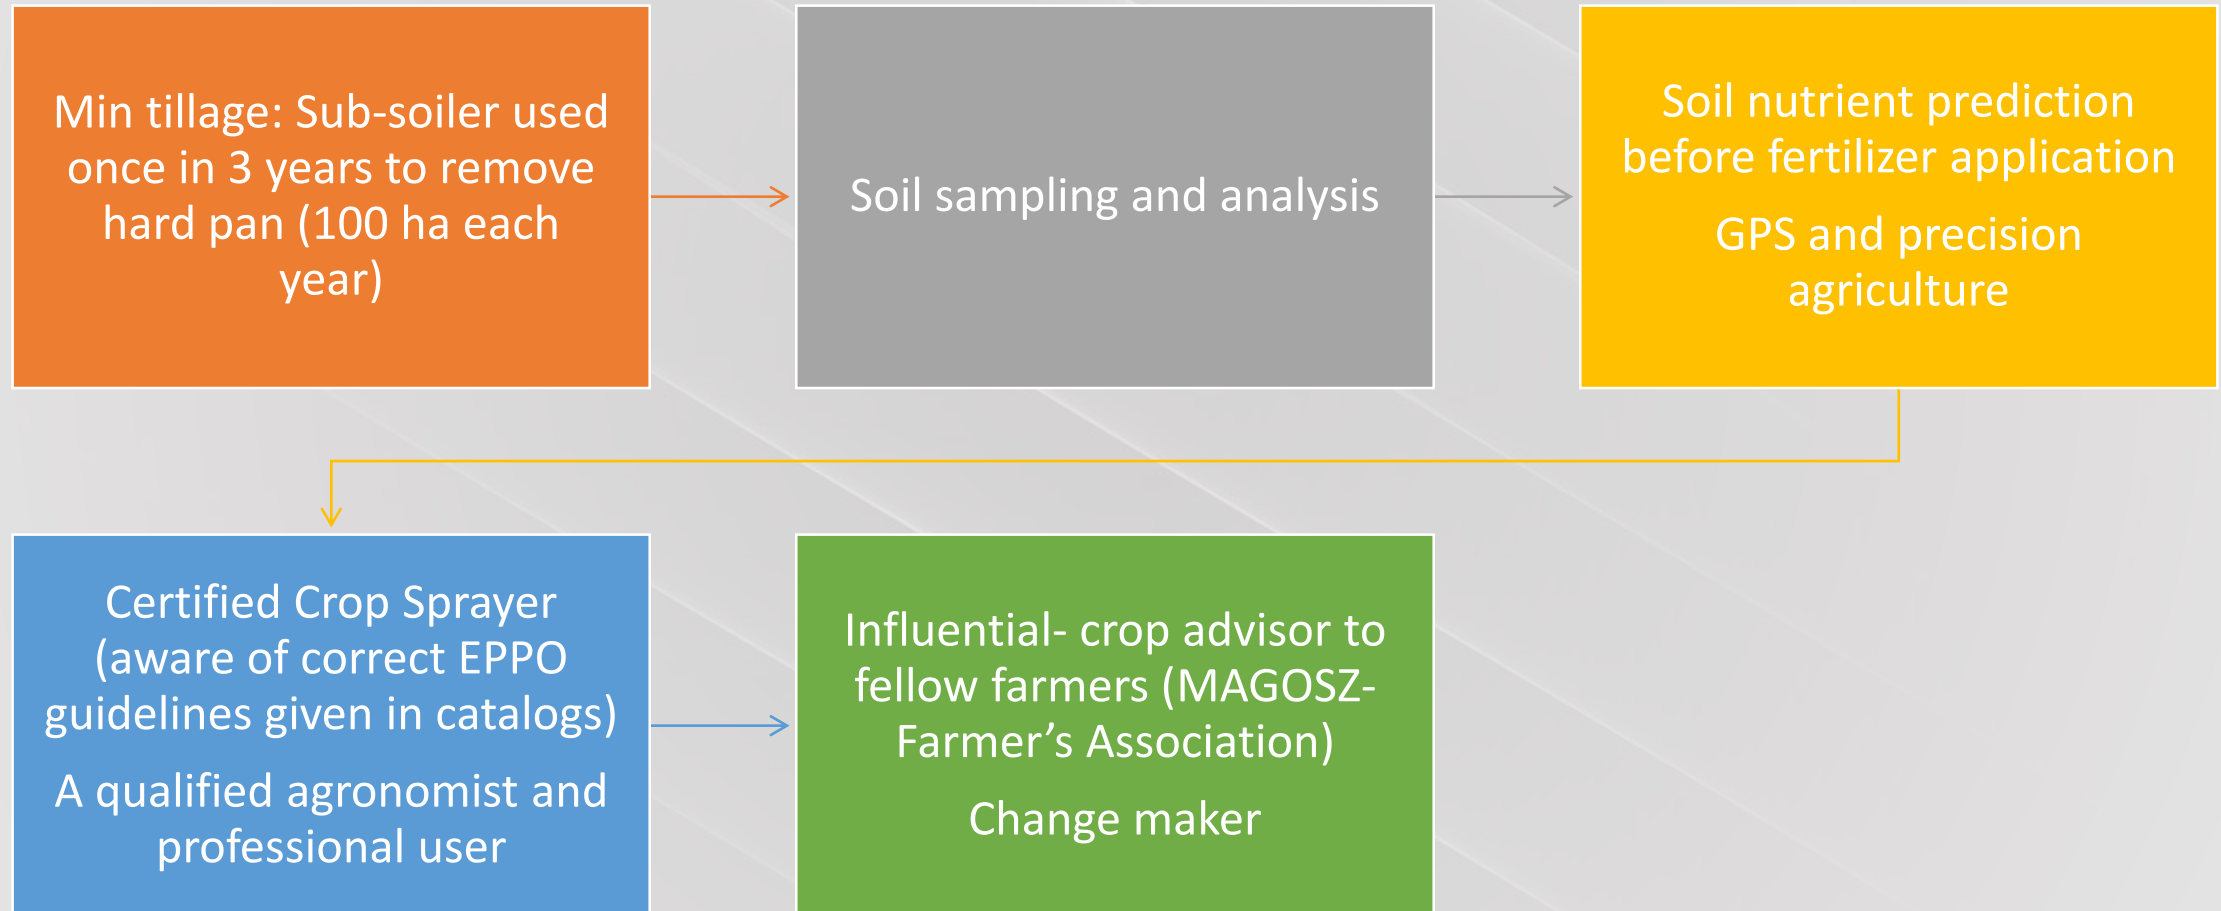 Min tillage: Sub-soiler used
once in 3 years to remove
hard pan (100 ha each
year)
Soil sampling and analysis
Soil nutrient prediction
before fertilizer application
GPS and precision
agriculture
Certified Crop Sprayer
(aware of correct EPPO
guidelines given in catalogs)
A qualified agronomist and
professional user
Influential- crop advisor to
fellow farmers (MAGOSZ-
Farmer’s Association)
Change maker